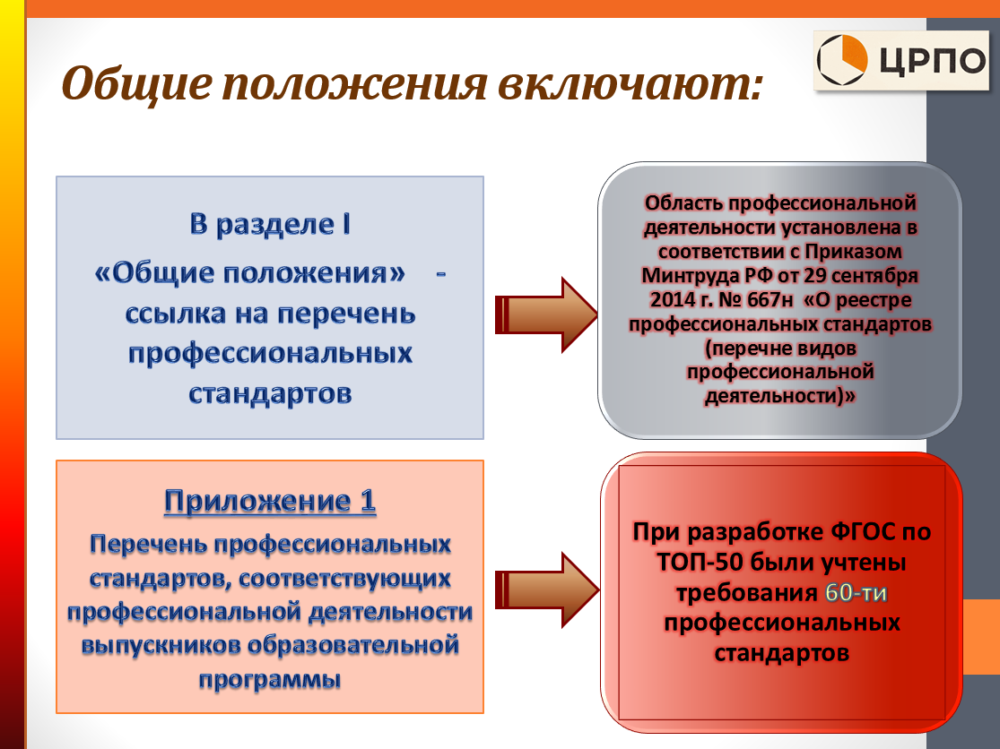 Общие положения включают:
ЦРПО
В разделе I
«Общие положения» -
ссылка на перечень
профессиональных
стандартов
Область профессиональной
деятельности установлена в
соответствии с Приказом
Минтруда РФ от 29 сентября
2014 г. № 667н «О реестре
профессиональных стандартов
(перечне видов
профессиональной
деятельности)»
Приложение 1
Перечень профессиональных
стандартов, соответствующих
профессиональной деятельности
выпускников образовательной
программы
При разработке ФГОС по
ТОП-50 были учтены
требования 60-ти
профессиональных
стандартов